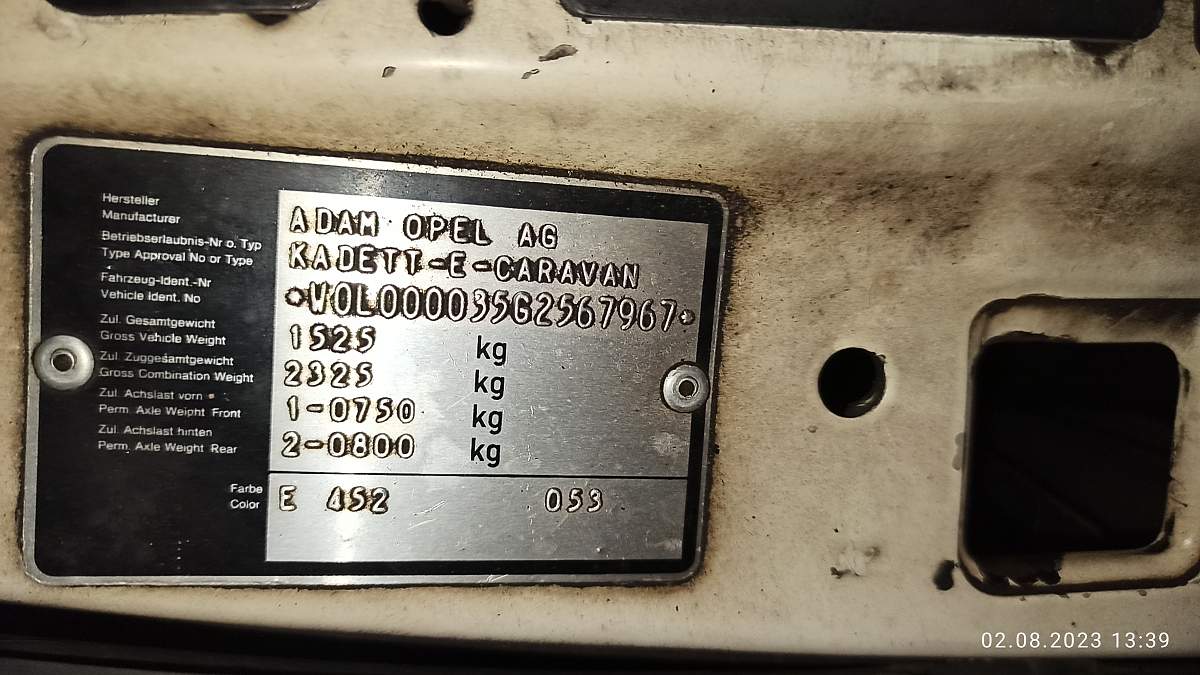 Hersteller
Manufacturer
ADAM OPEL AG
Betriebserlaubnis-Nr o. Typ
Type Approval No or Type
KADETT-E-CARAVAN
Fahrzeug-Ident.-Nr
Vehicle Ident. No
*W0L000035G2567967*
Zul. Gesamtgewicht
Gross Vehicle Weight
1525 kg
Zul. Zuggesamtgewicht
Gross Combination Weight
2325 kg
Zul. Achslast vorn
Perm. Axle Weight Front
1-0750 kg
Zul. Achslast hinten
Perm. Axle Weight Rear
2-0800 kg
Farbe
Color
E 452 053
02.08.2023 13:39